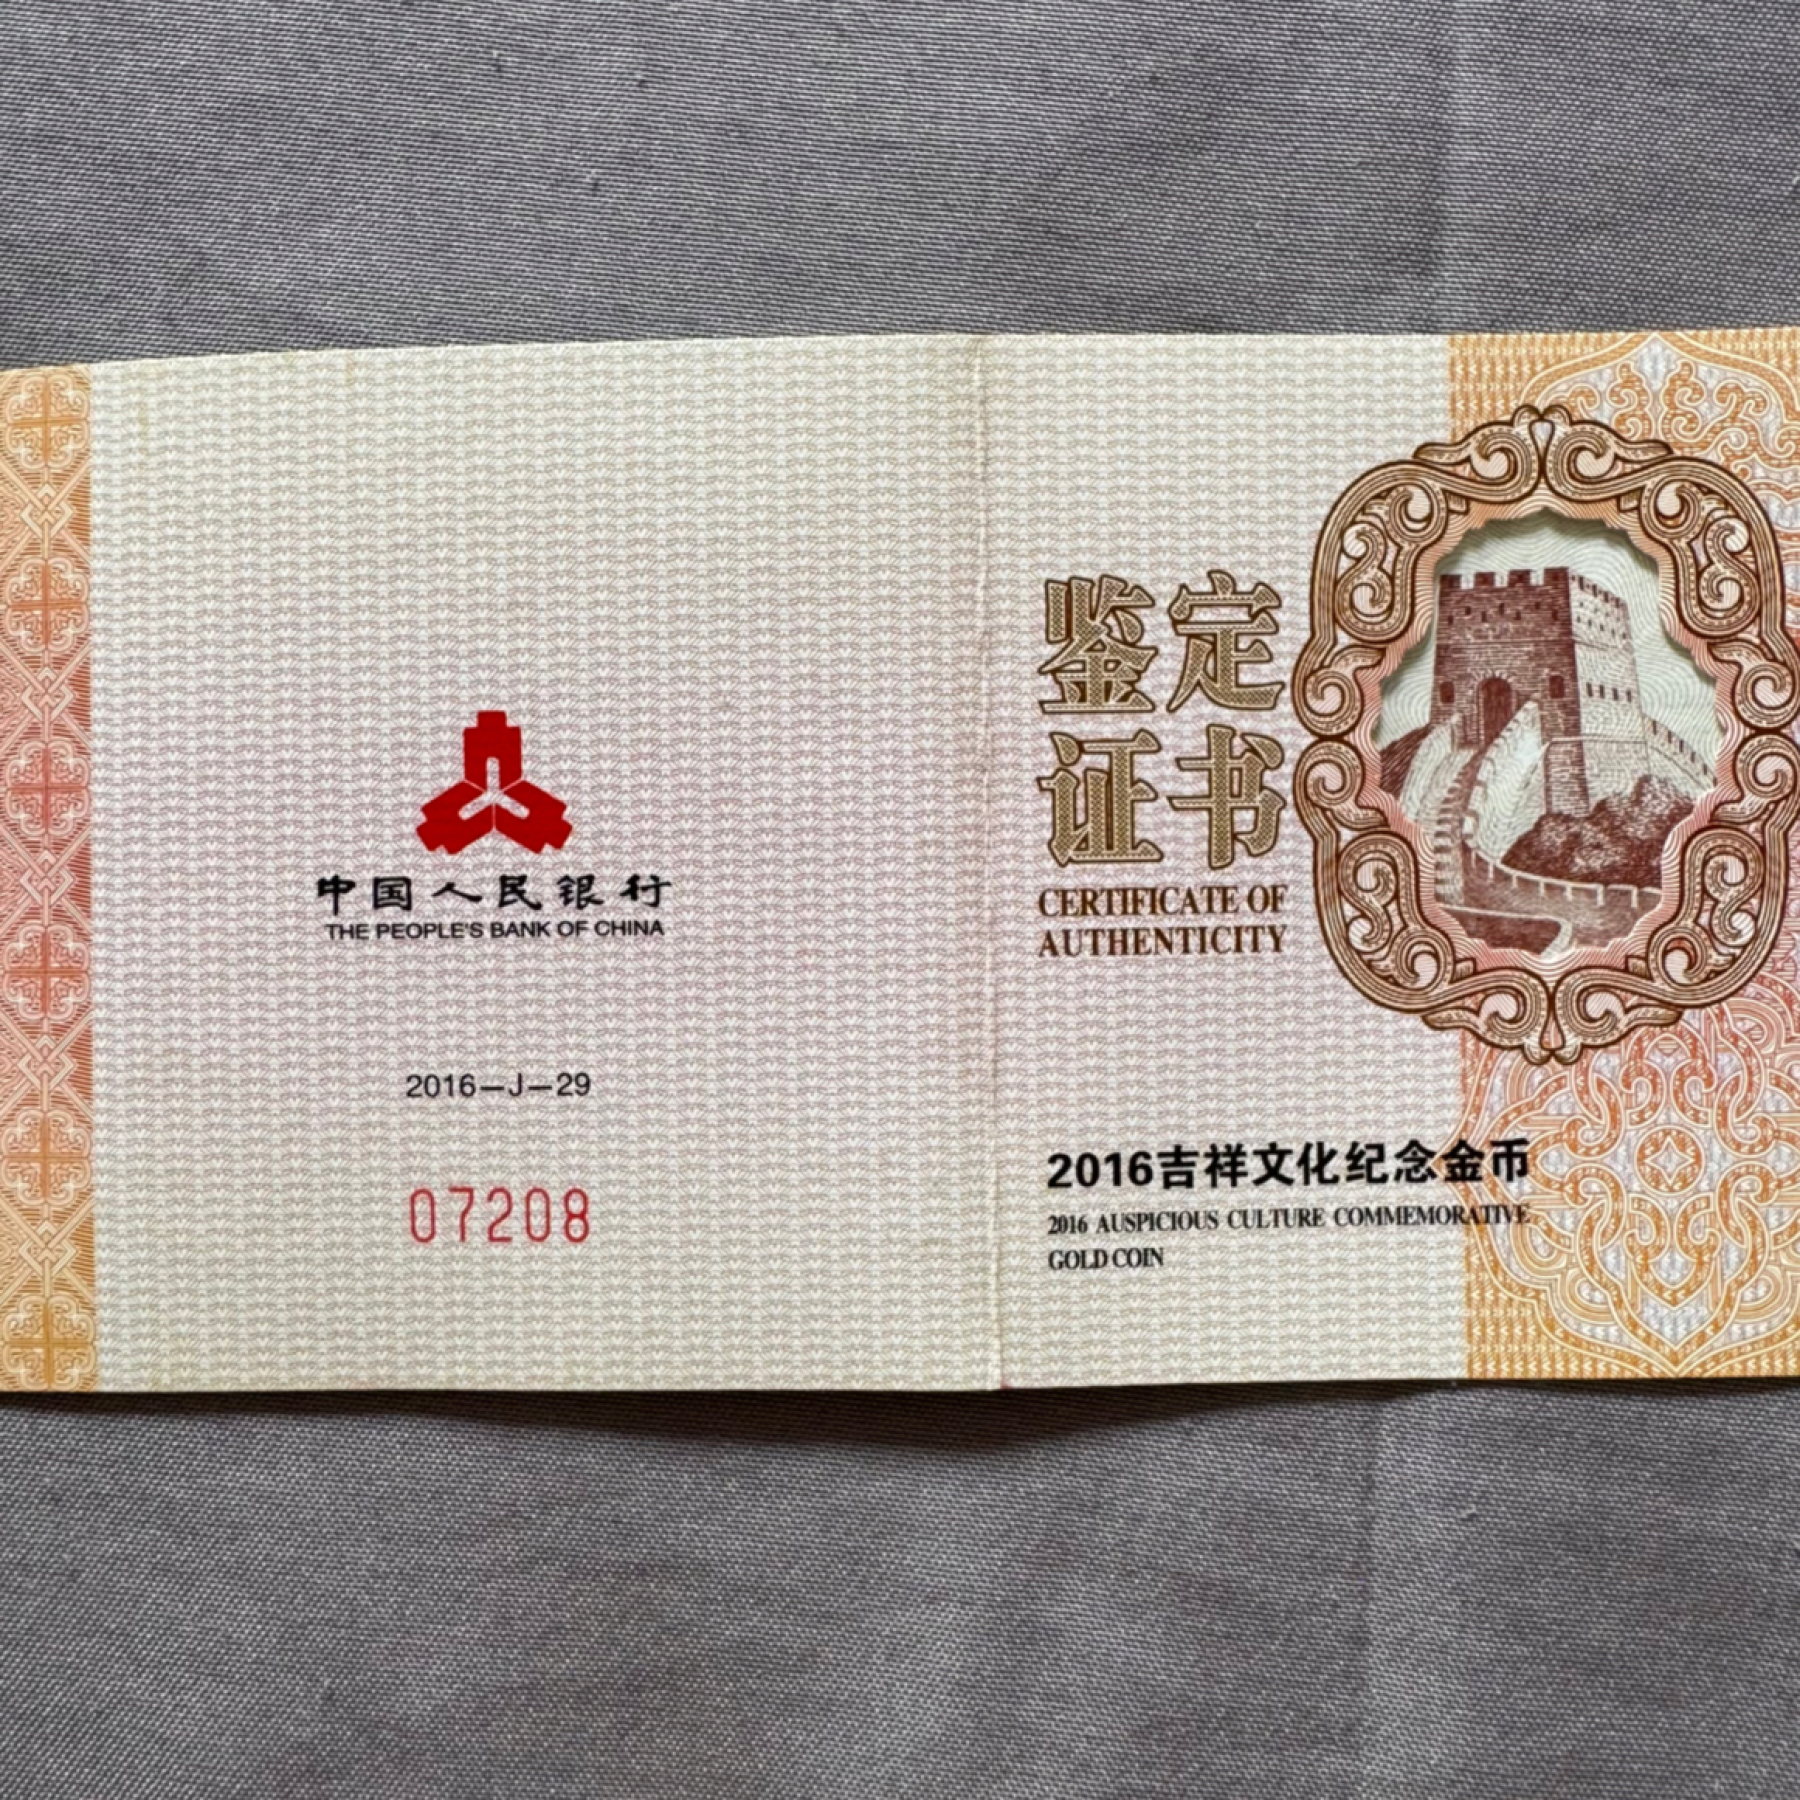 中国人民银行
THE PEOPLE'S BANK OF CHINA
2016—J—29
07208
鉴定
证书
CERTIFICATE OF
AUTHENTICITY
2016吉祥文化纪念金币
2016 AUSPICIOUS CULTURE COMMEMORATIVE
GOLD COIN